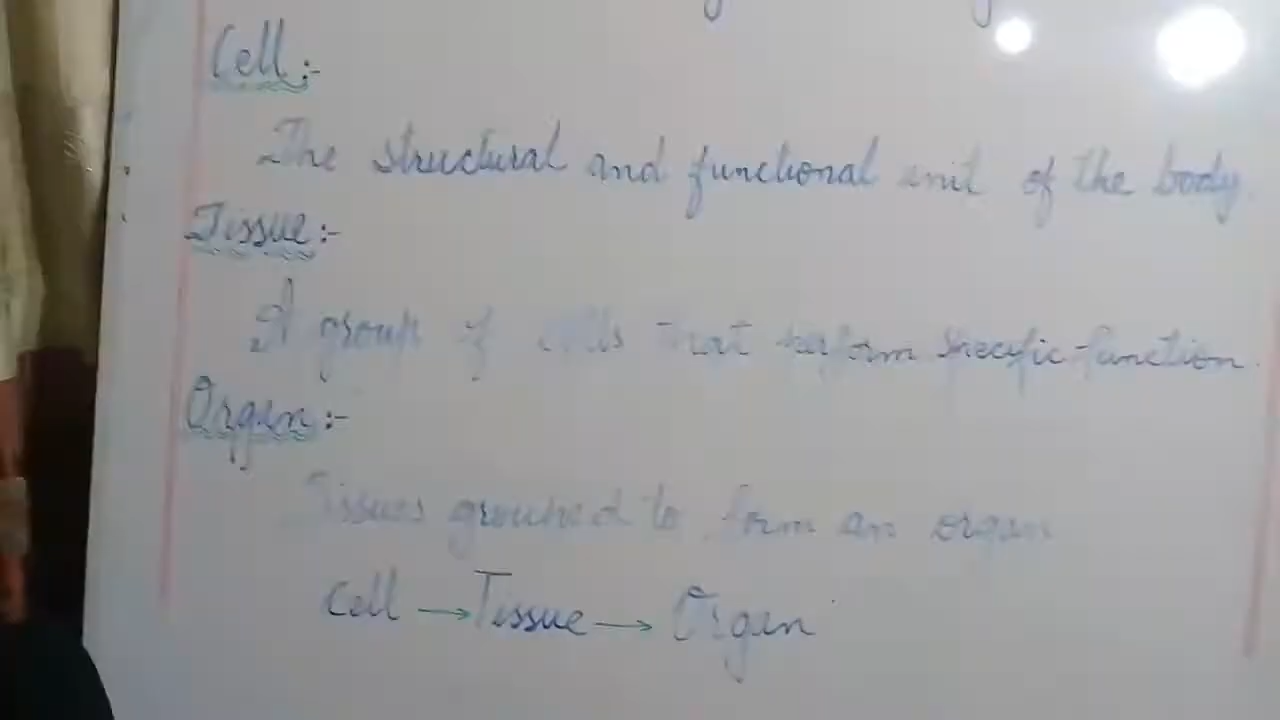 Cell:-
The structural and functional unit of the body.
Tissue:-
A group of cells that perform specific function.
Organ:-
Tissues grouped to form an organ
Cell → Tissue → Organ